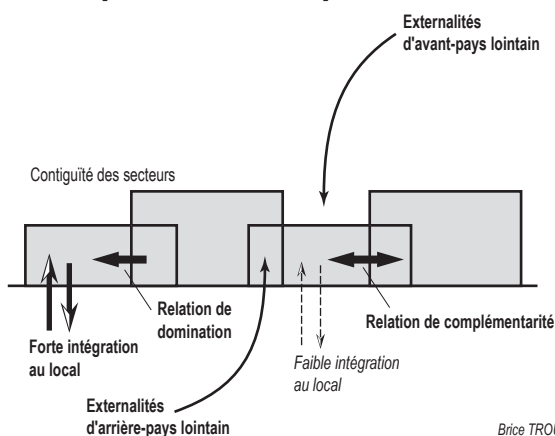 Externalités
d'avant-pays lointain
Contiguïté des secteurs
Relation de
domination
Relation de complémentarité
Forte intégration
au local
Faible intégration
au local
Externalités
d'arrière-pays lointain
Brice